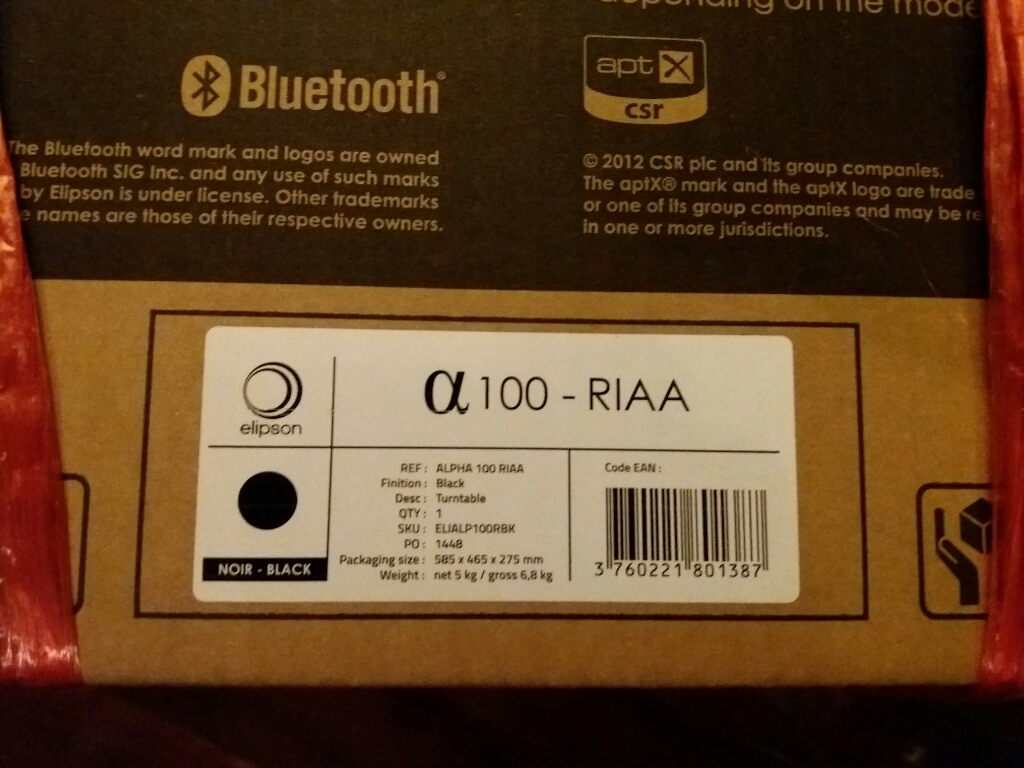 depending on the mode
Bluetooth®
The Bluetooth word mark and logos are owned
Bluetooth SIG Inc. and any use of such marks
by Elipson is under license. Other trademarks
names are those of their respective owners.
aptX
csr
© 2012 CSR plc and its group companies.
The aptX® mark and the aptX logo are trade
or one of its group companies and may be re
in one or more jurisdictions.
elipson
α100 - RIAA
NOIR - BLACK
REF : ALPHA 100 RIAA
Finition : Black
Desc : Turntable
QTY : 1
SKU : ELIALP100RBK
PO : 1448
Packaging size : 585 x 465 x 275 mm
Weight : net 5 kg / gross 6,8 kg
Code EAN :
3 760221 801387